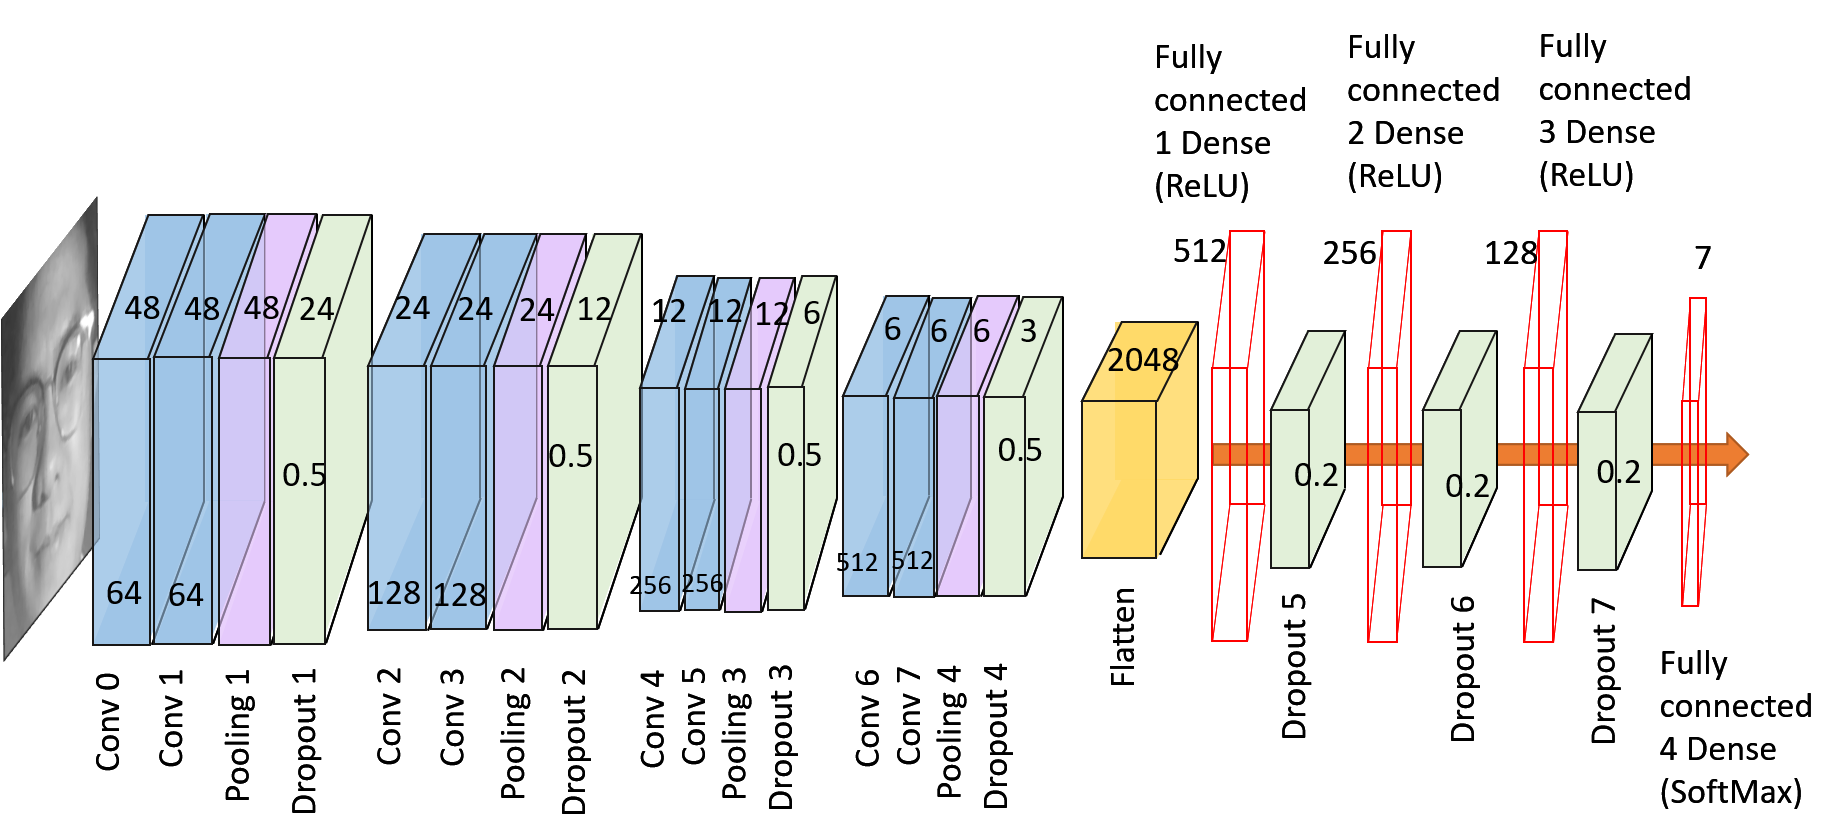 Fully
connected
1 Dense
(ReLU)
Fully
connected
2 Dense
(ReLU)
Fully
connected
3 Dense
(ReLU)
48
48
48
24
24
24
24
12
12
12
12
6
6
6
6
3
2048
512
256
128
7
0.5
0.5
0.5
0.5
0.2
0.2
0.2
64
64
128
128
256
256
512
512
Conv 0
Conv 1
Pooling 1
Dropout 1
Conv 2
Conv 3
Pooling 2
Dropout 2
Conv 4
Conv 5
Pooling 3
Dropout 3
Conv 6
Conv 7
Pooling 4
Dropout 4
Flatten
Dropout 5
Dropout 6
Dropout 7
Fully
connected
4 Dense
(SoftMax)